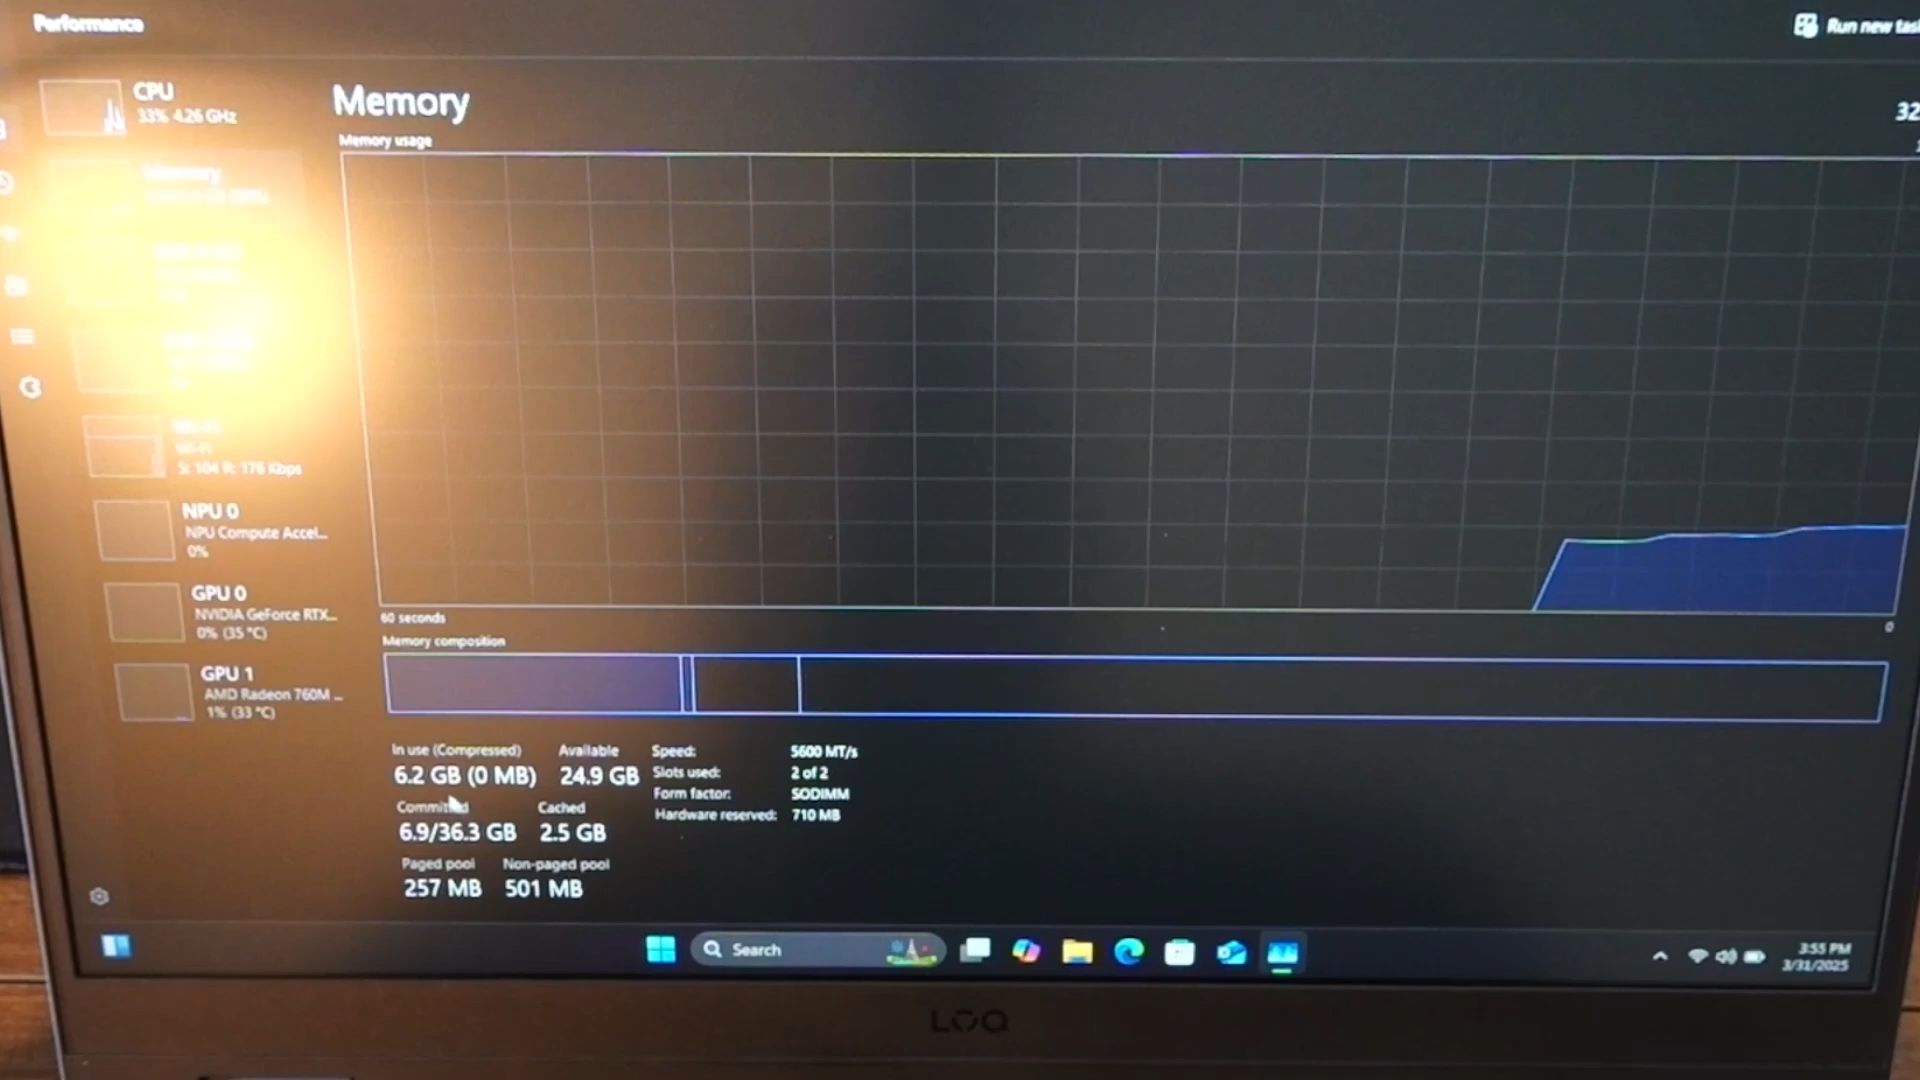 Performance
Run new tas
CPU
33% 4.26 GHz
Memory
Memory
32
Memory usage
Wi-Fi
Wi-Fi
S: 104 R: 176 Kbps
NPU 0
NPU Compute Accel...
0%
GPU 0
NVIDIA GeForce RTX...
0% (35 °C)
GPU 1
AMD Radeon 760M ...
1% (33 °C)
60 seconds
0
Memory composition
In use (Compressed)
6.2 GB (0 MB)
Available
24.9 GB
Committed
6.9/36.3 GB
Cached
2.5 GB
Paged pool
257 MB
Non-paged pool
501 MB
Speed: 5600 MT/s
Slots used: 2 of 2
Form factor: SODIMM
Hardware reserved: 710 MB
Search
3:55 PM
3/31/2025
LOQ